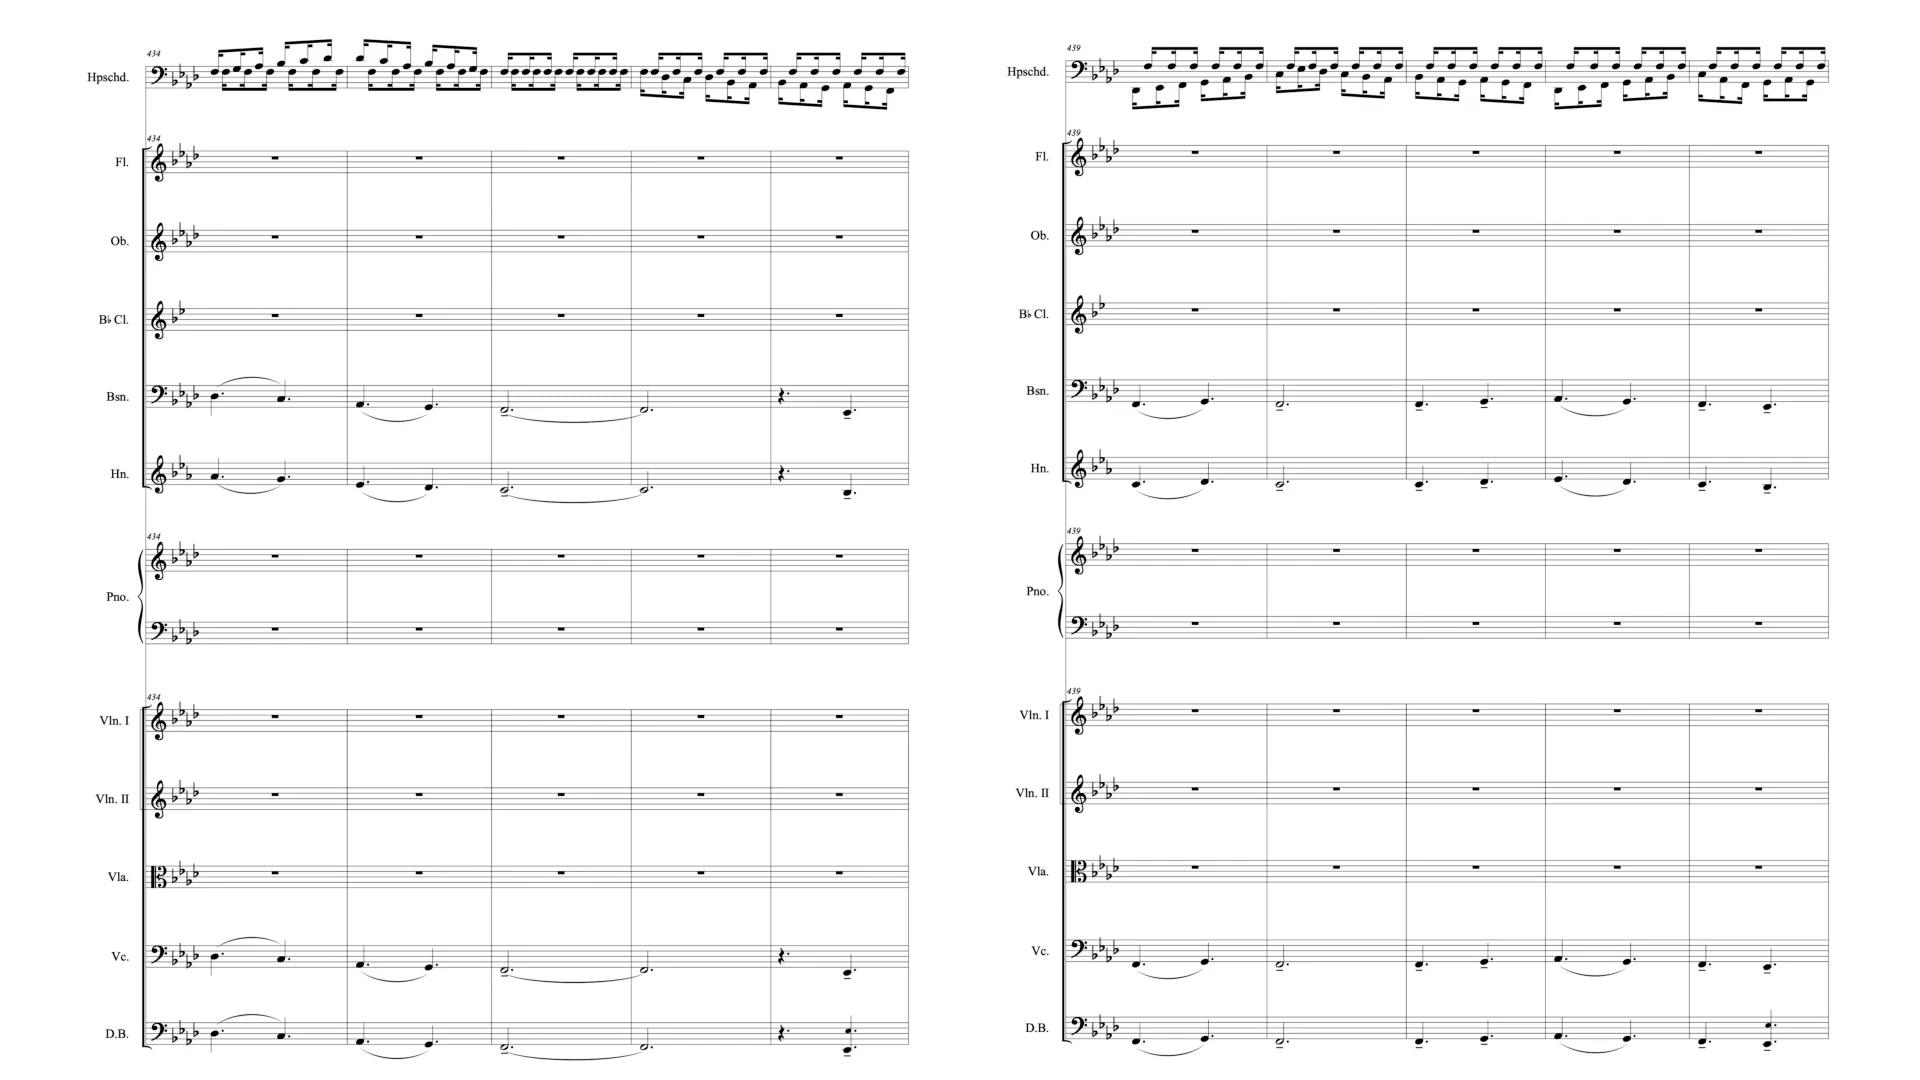 434
Hpschd.
434
Fl.
Ob.
B♭ Cl.
Bsn.
Hn.
434
Pno.
434
Vln. I
Vln. II
Vla.
Vc.
D.B.
439
Hpschd.
439
Fl.
Ob.
B♭ Cl.
Bsn.
Hn.
439
Pno.
439
Vln. I
Vln. II
Vla.
Vc.
D.B.